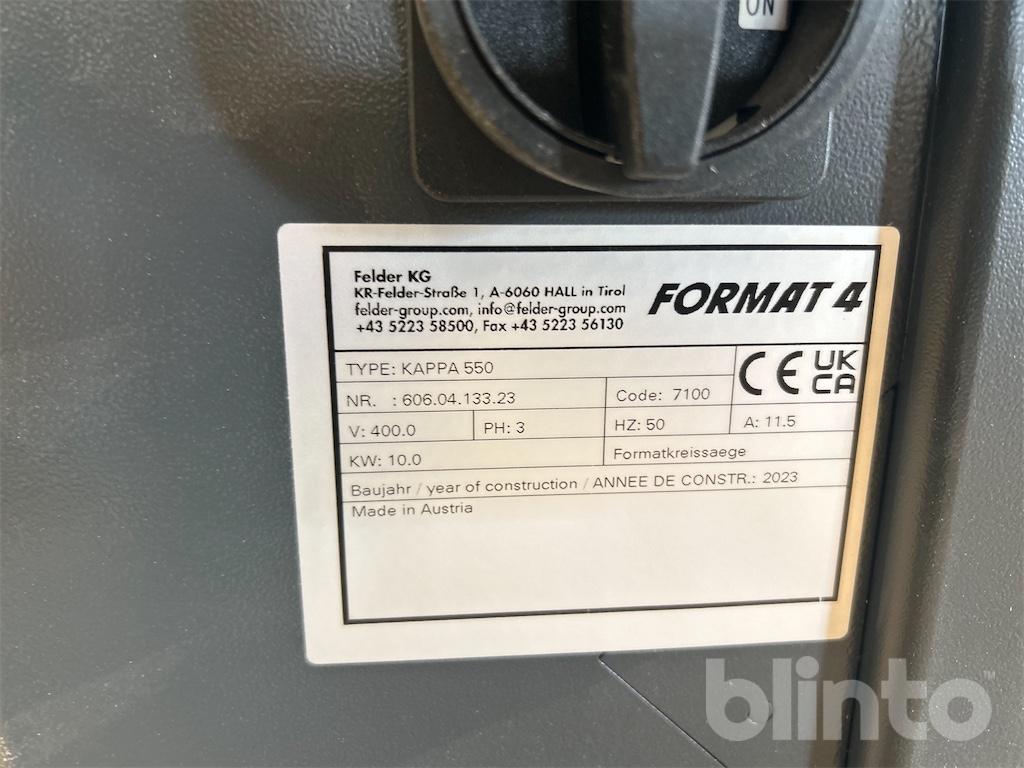 ON
Felder KG
KR-Felder-Straße 1, A-6060 HALL in Tirol
felder-group.com, info@felder-group.com
+43 5223 58500, Fax +43 5223 56130
FORMAT 4
TYPE: KAPPA 550
CE UK CA
NR. : 606.04.133.23 Code: 7100
V: 400.0 PH: 3 HZ: 50 A: 11.5
KW: 10.0 Formatkreissaege
Baujahr / year of construction / ANNEE DE CONSTR.: 2023
Made in Austria
blinto™